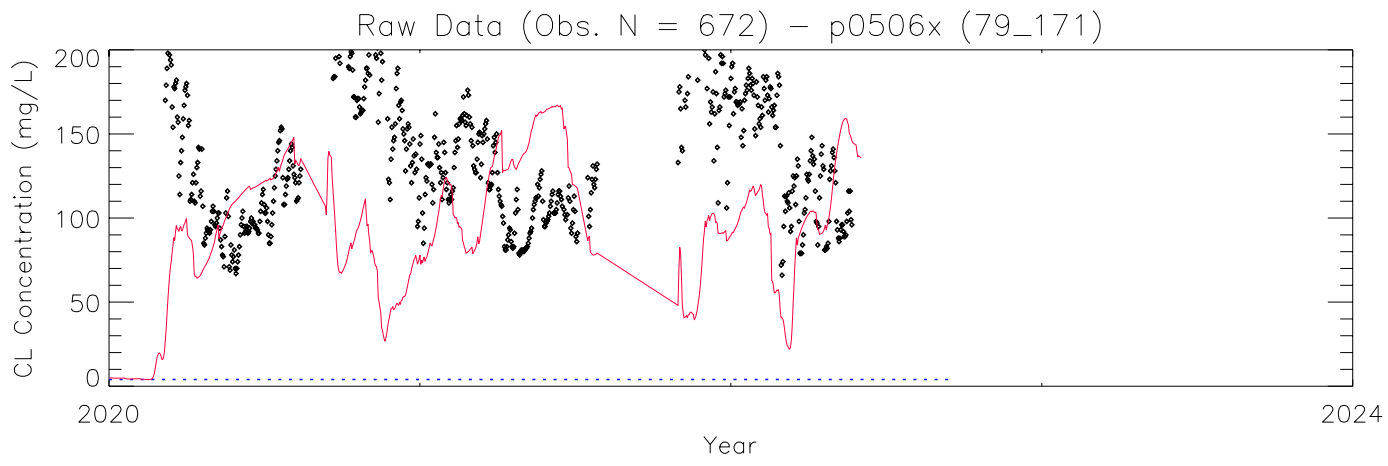 Raw Data (Obs. N = 672) − p0506x (79_171)
200
150
100
50
0
CL Concentration (mg/L)
2020
2024
Year